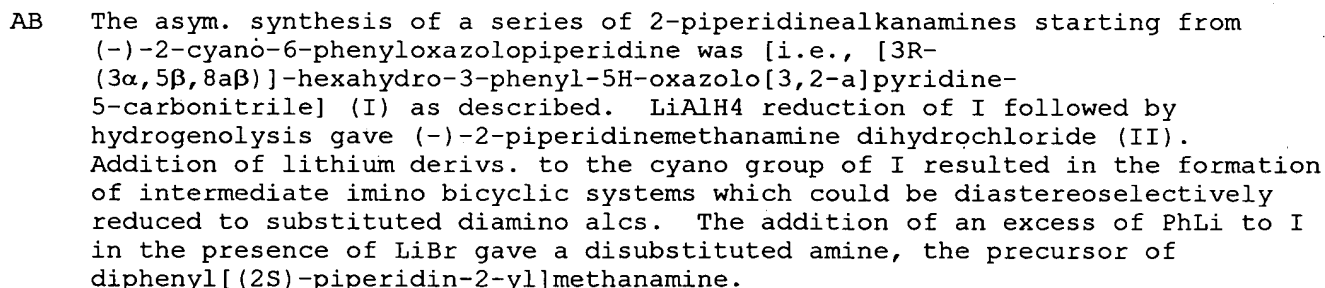 AB The asym. synthesis of a series of 2-piperidinealkanamines starting from
(-)-2-cyano-6-phenyloxazolopiperidine was [i.e., [3R-
(3α,5β,8aβ)]-hexahydro-3-phenyl-5H-oxazolo[3,2-a]pyridine-
5-carbonitrile] (I) as described. LiAlH4 reduction of I followed by
hydrogenolysis gave (-)-2-piperidinemethanamine dihydrochloride (II).
Addition of lithium derivs. to the cyano group of I resulted in the formation
of intermediate imino bicyclic systems which could be diastereoselectively
reduced to substituted diamino alcs. The addition of an excess of PhLi to I
in the presence of LiBr gave a disubstituted amine, the precursor of
diphenyl[(2S)-piperidin-2-yl]methanamine.